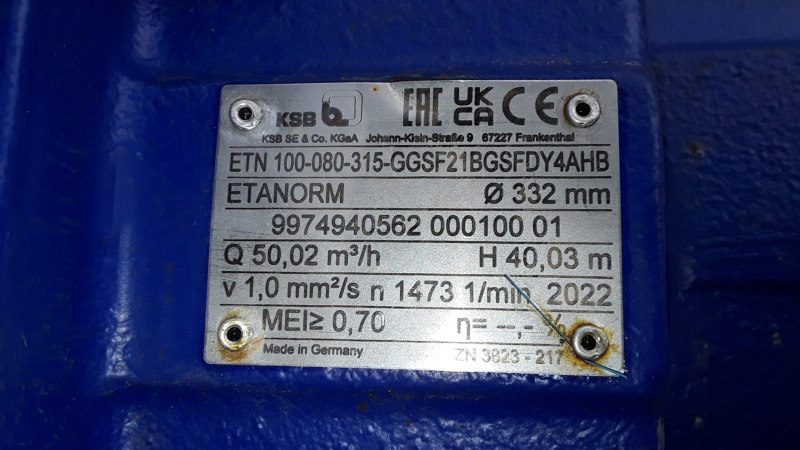 KSB EAC UK CA CE
KSB SE & Co. KGaA Johann-Klein-Straße 9 67227 Frankenthal
ETN 100-080-315-GGSF21BGSFDY4AHB
ETANORM Ø 332 mm
9974940562 000100 01
Q 50,02 m³/h H 40,03 m
ν 1,0 mm²/s n 1473 1/min 2022
MEI≥ 0,70 η= --,- %
Made in Germany ZN 3823 - 217